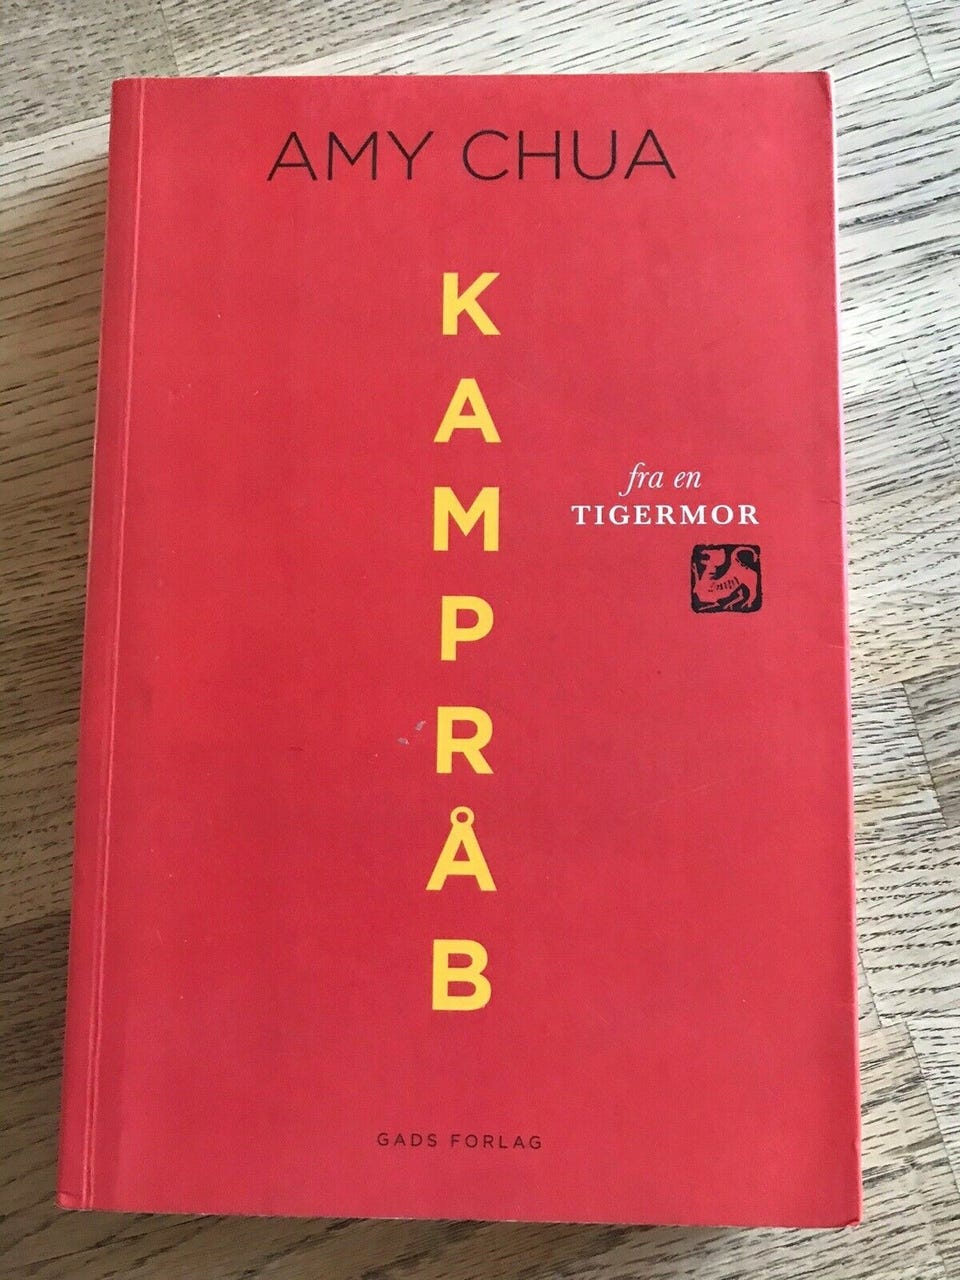 AMY CHUA
KAMPRÅB
fra en
TIGERMOR
GADS FORLAG